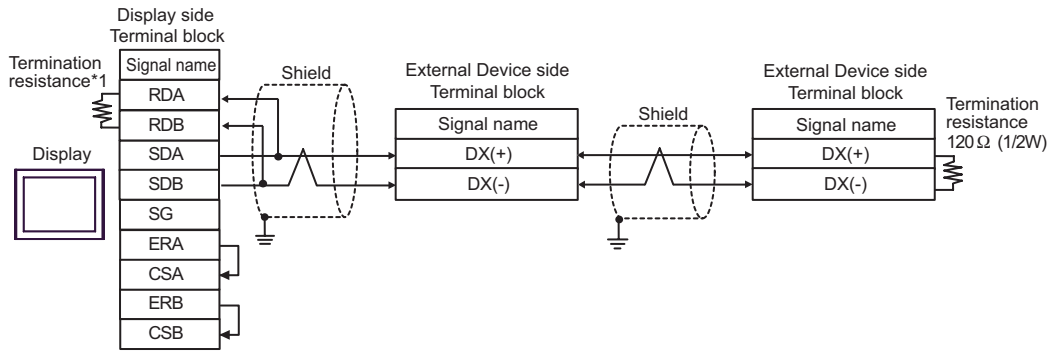 Display side
Terminal block
Termination
resistance*1
Signal name
RDA
RDB
SDA
SDB
SG
ERA
CSA
ERB
CSB
Display
Shield
External Device side
Terminal block
Signal name
DX(+)
DX(-)
Shield
External Device side
Terminal block
Signal name
DX(+)
DX(-)
Termination
resistance
120Ω (1/2W)